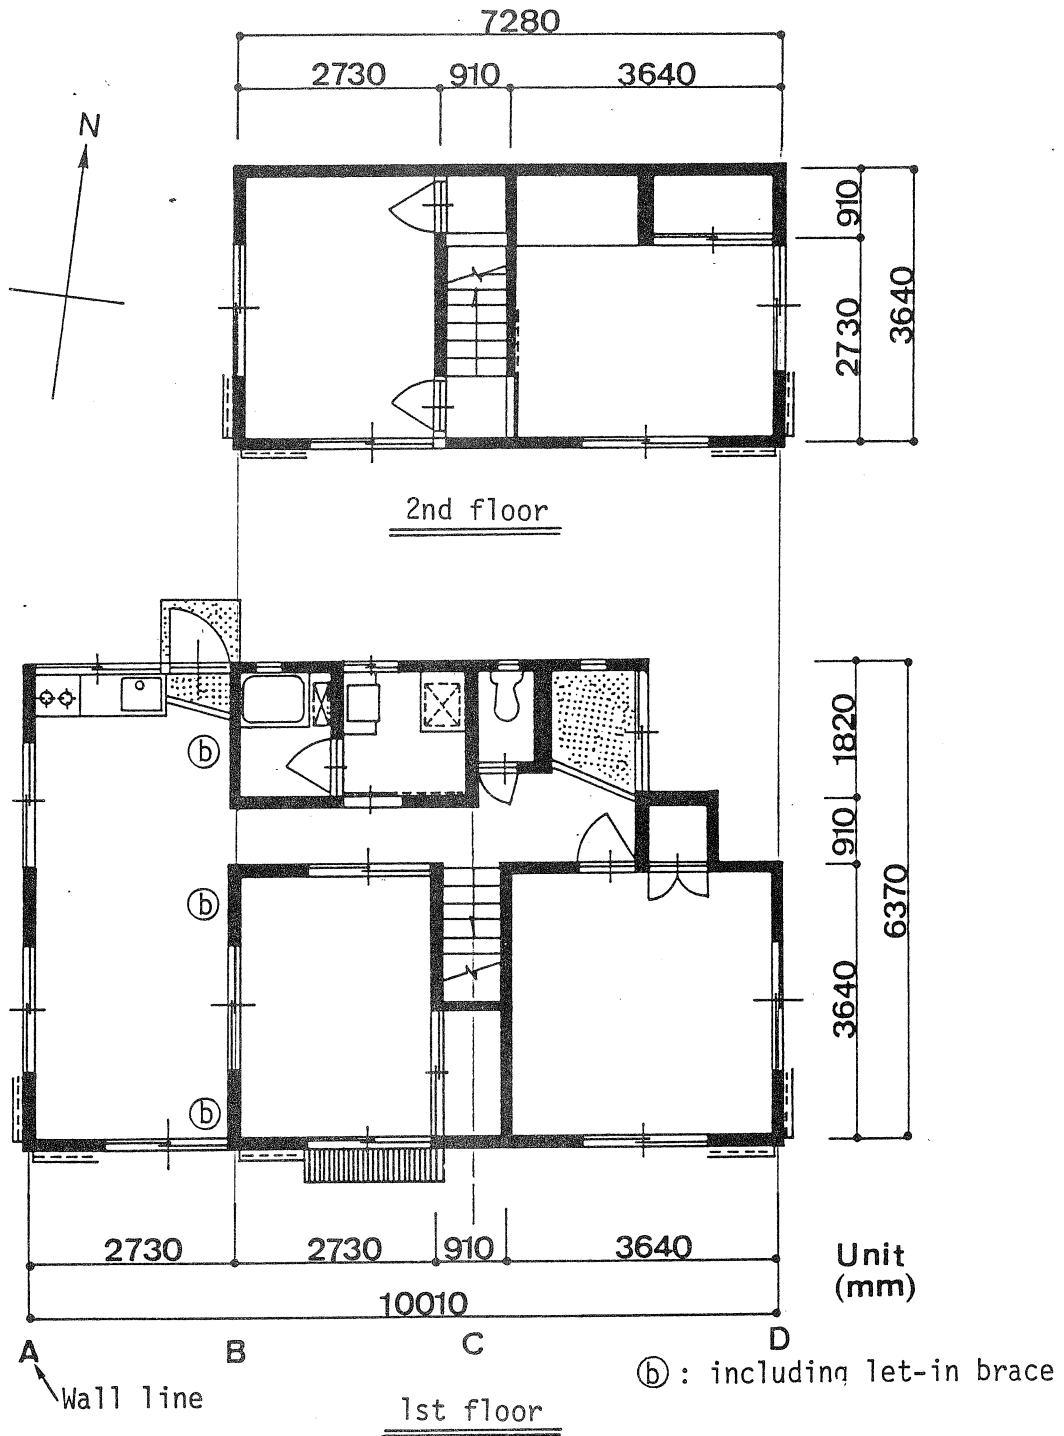 7280
2730 910 3640
N
910
2730
3640
2nd floor
b
b
b
1820
910
3640
6370
2730 2730 910 3640
Unit
(mm)
10010
A B C D
Wall line
b : including let-in brace
1st floor